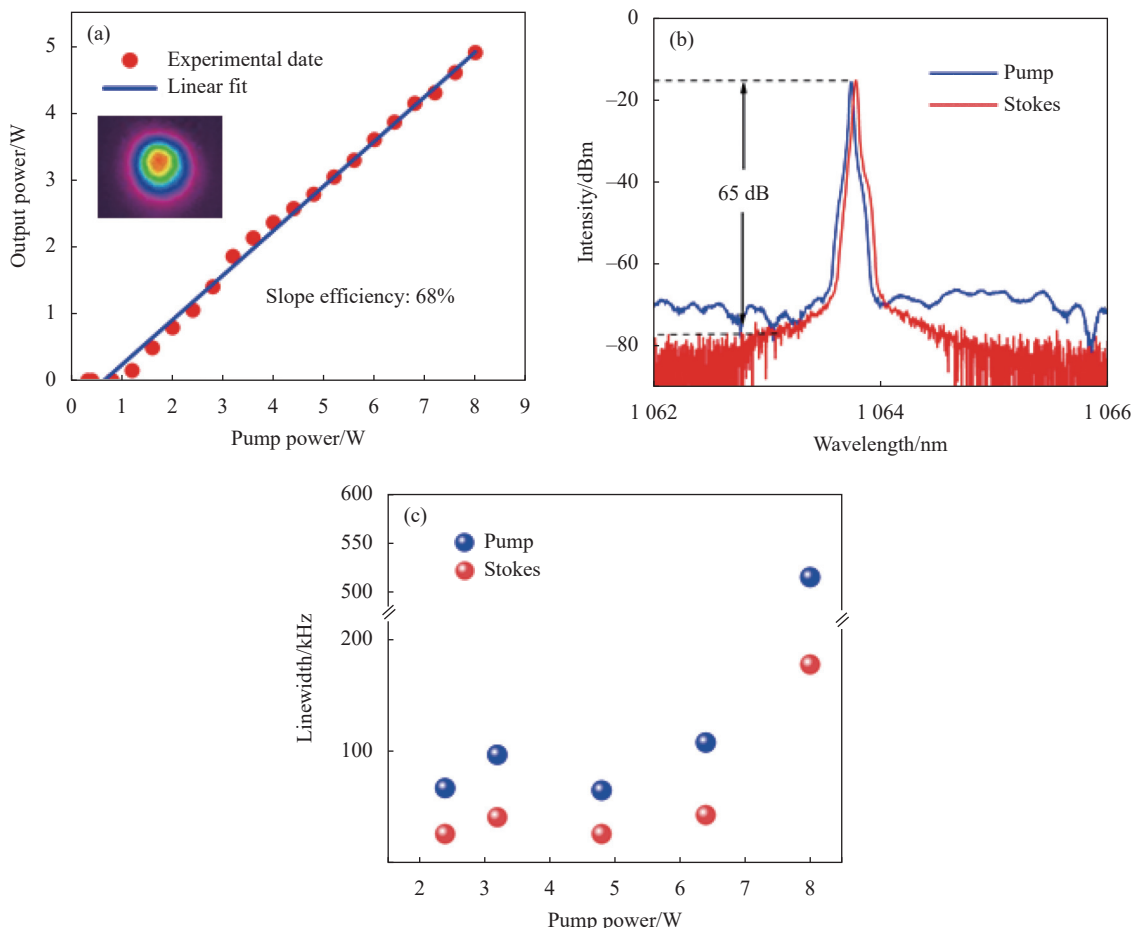 (a)
Experimental date
Linear fit
Slope efficiency: 68%
Output power/W
5
4
3
2
1
0
0 1 2 3 4 5 6 7 8 9
Pump power/W
(b)
Pump
Stokes
65 dB
Intensity/dBm
0
−20
−40
−60
−80
1 062 1 064 1 066
Wavelength/nm
(c)
Pump
Stokes
Linewidth/kHz
600
550
500
200
100
2 3 4 5 6 7 8
Pump power/W